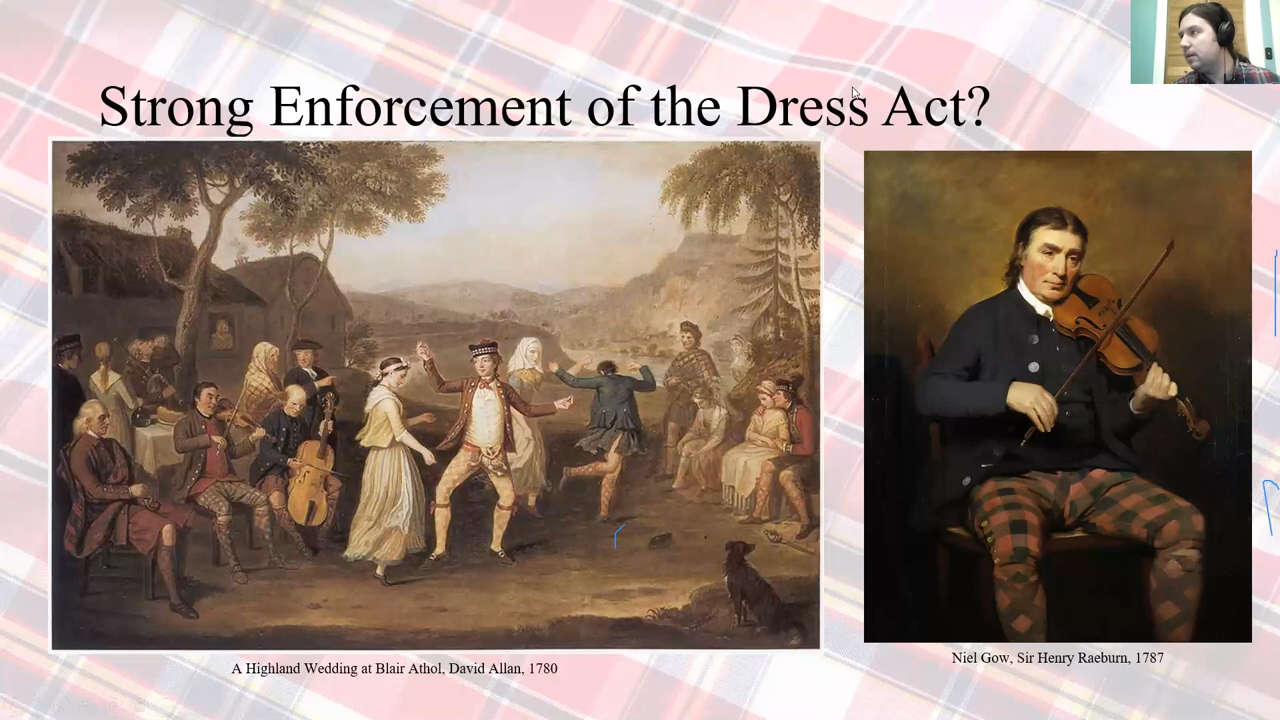 Strong Enforcement of the Dress Act?
A Highland Wedding at Blair Athol, David Allan, 1780
Niel Gow, Sir Henry Raeburn, 1787